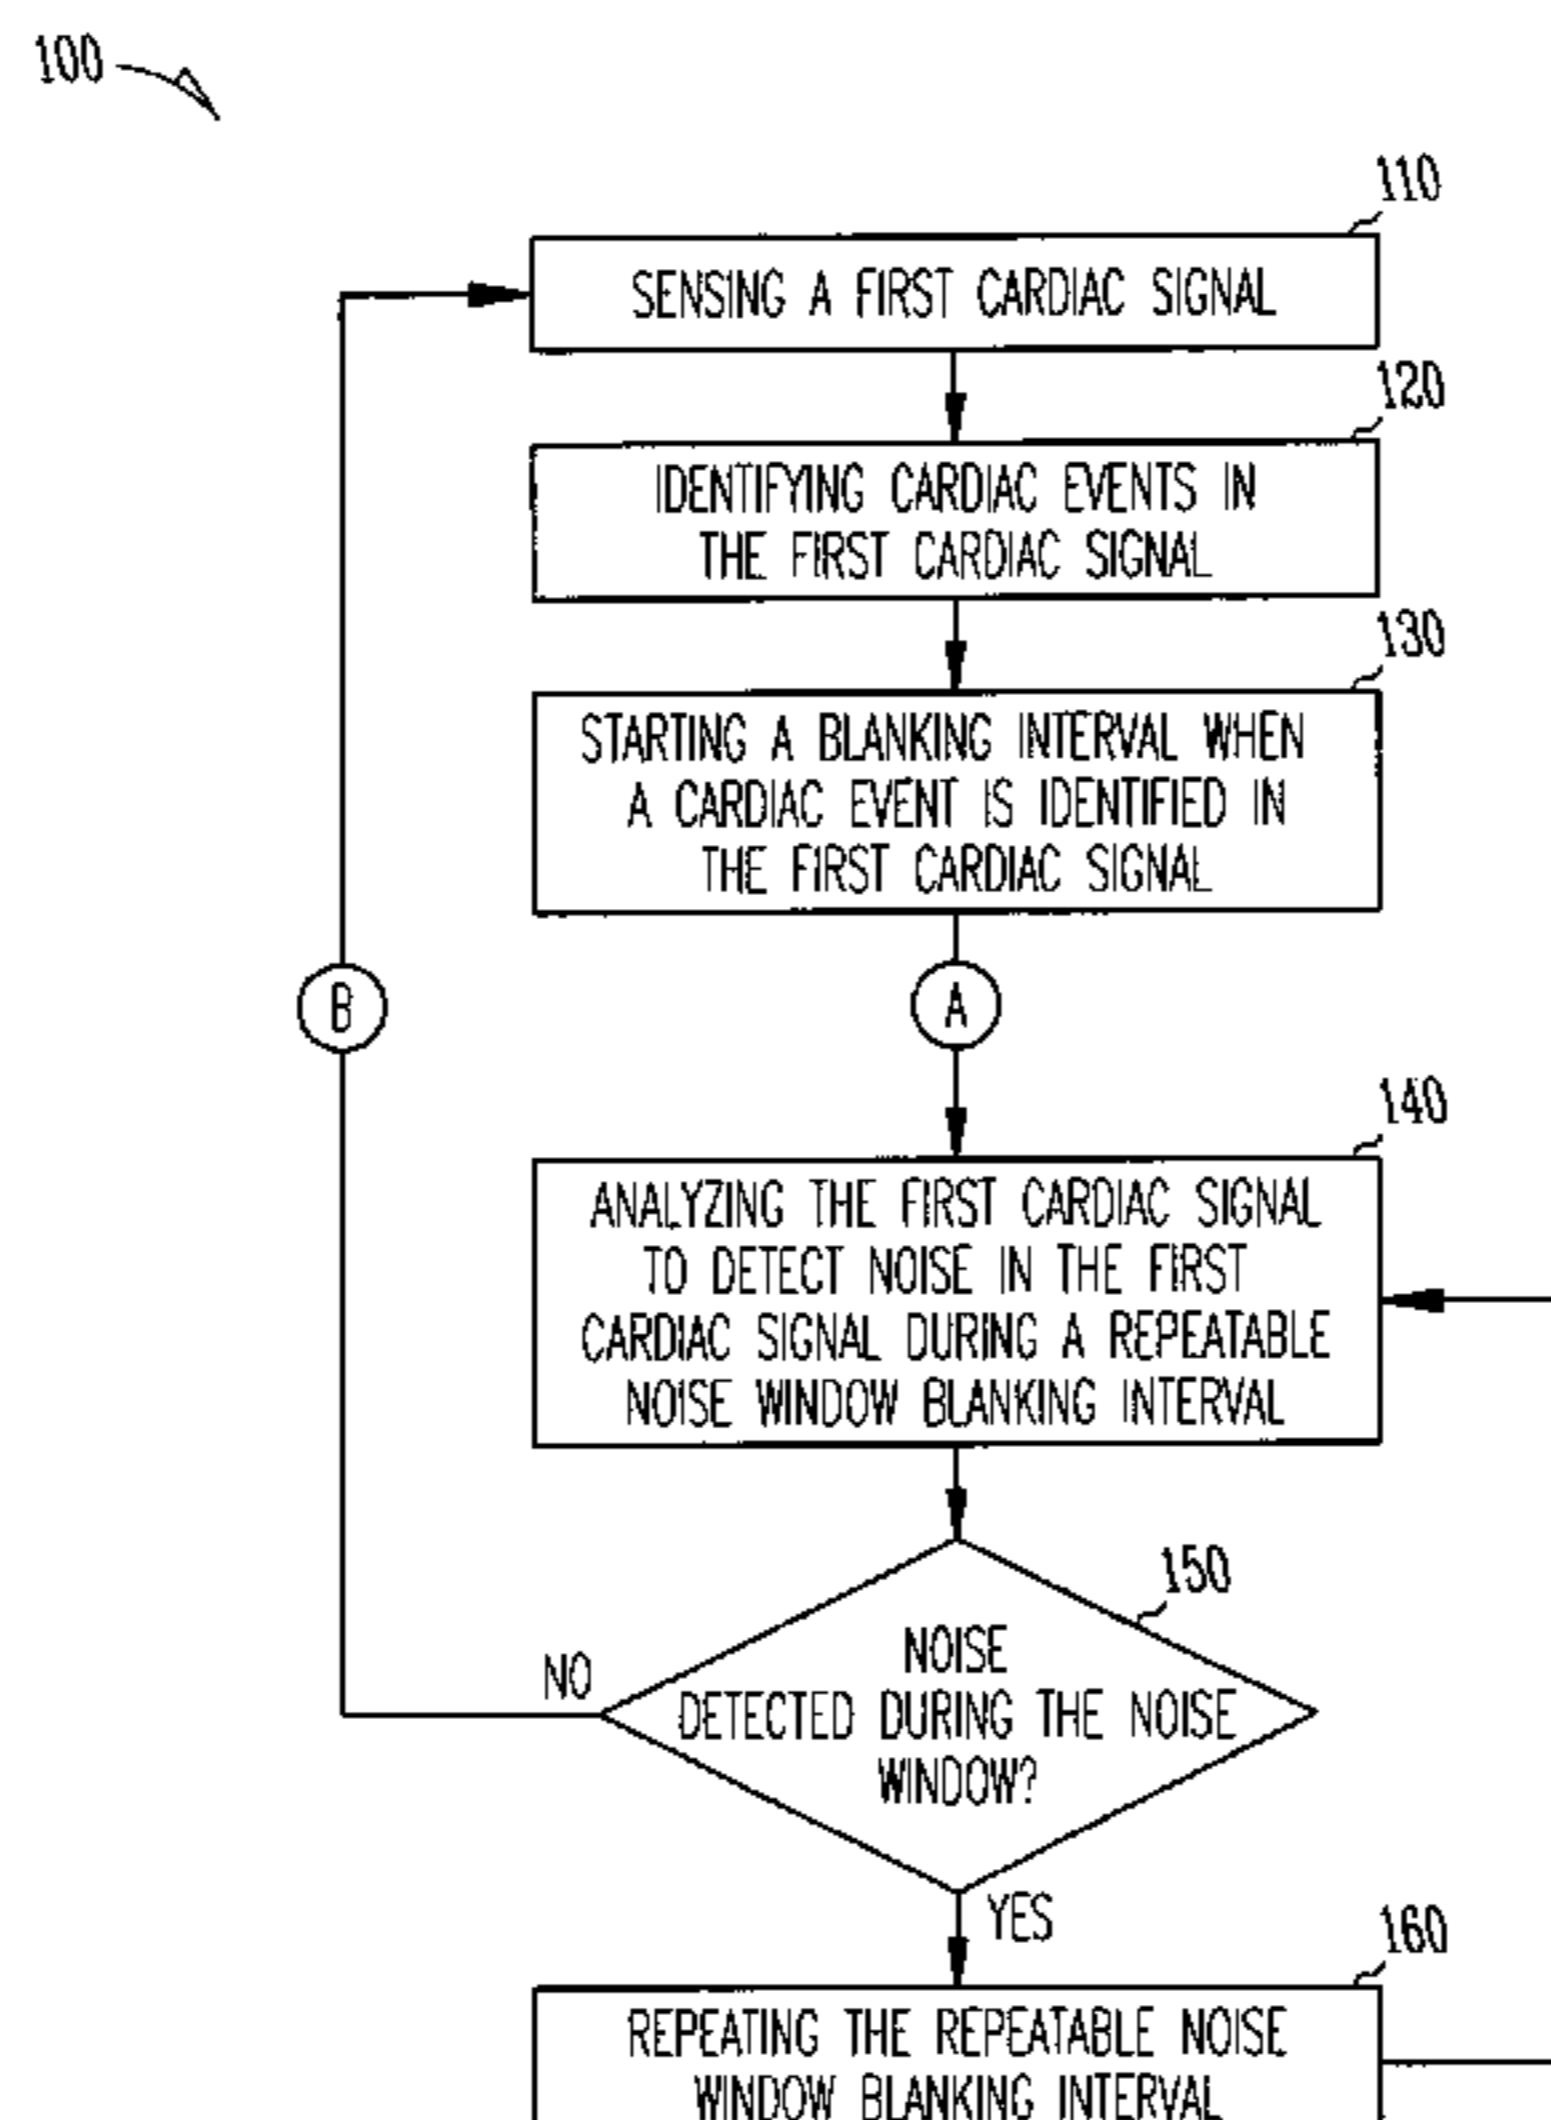 100
110
SENSING A FIRST CARDIAC SIGNAL
120
IDENTIFYING CARDIAC EVENTS IN
THE FIRST CARDIAC SIGNAL
130
STARTING A BLANKING INTERVAL WHEN
A CARDIAC EVENT IS IDENTIFIED IN
THE FIRST CARDIAC SIGNAL
B
A
140
ANALYZING THE FIRST CARDIAC SIGNAL
TO DETECT NOISE IN THE FIRST
CARDIAC SIGNAL DURING A REPEATABLE
NOISE WINDOW BLANKING INTERVAL
150
NO
NOISE
DETECTED DURING THE NOISE
WINDOW?
YES
160
REPEATING THE REPEATABLE NOISE
WINDOW BLANKING INTERVAL